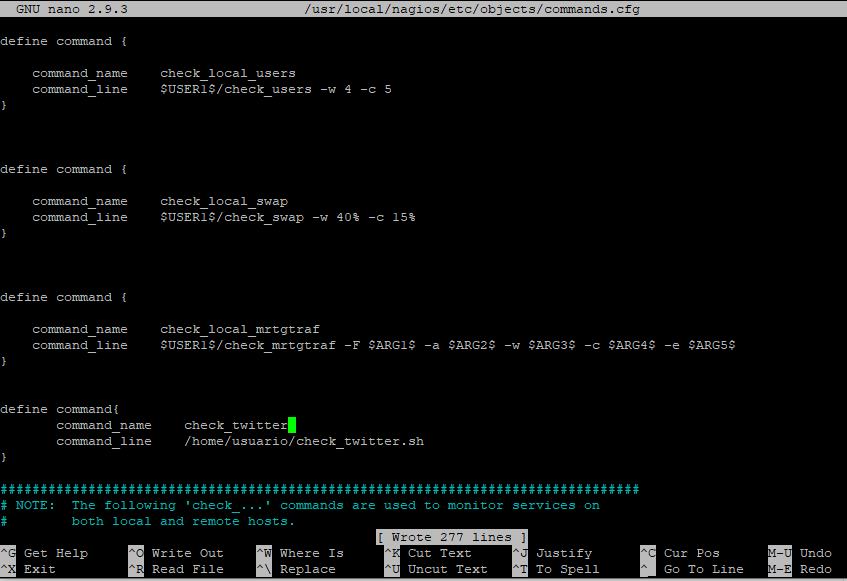 GNU nano 2.9.3 /usr/local/nagios/etc/objects/commands.cfg
define command {
command_name check_local_users
command_line $USER1$/check_users -w 4 -c 5
}
define command {
command_name check_local_swap
command_line $USER1$/check_swap -w 40% -c 15%
}
define command {
command_name check_local_mrtgtraf
command_line $USER1$/check_mrtgtraf -F $ARG1$ -a $ARG2$ -w $ARG3$ -c $ARG4$ -e $ARG5$
}
define command{
command_name check_twitter
command_line /home/usuario/check_twitter.sh
}
################################################################################
# NOTE: The following 'check_...' commands are used to monitor services on
# both local and remote hosts.
[ Wrote 277 lines ]
^G Get Help ^O Write Out ^W Where Is ^K Cut Text ^J Justify ^C Cur Pos M-U Undo
^X Exit ^R Read File ^\ Replace ^U Uncut Text ^T To Spell ^_ Go To Line M-E Redo